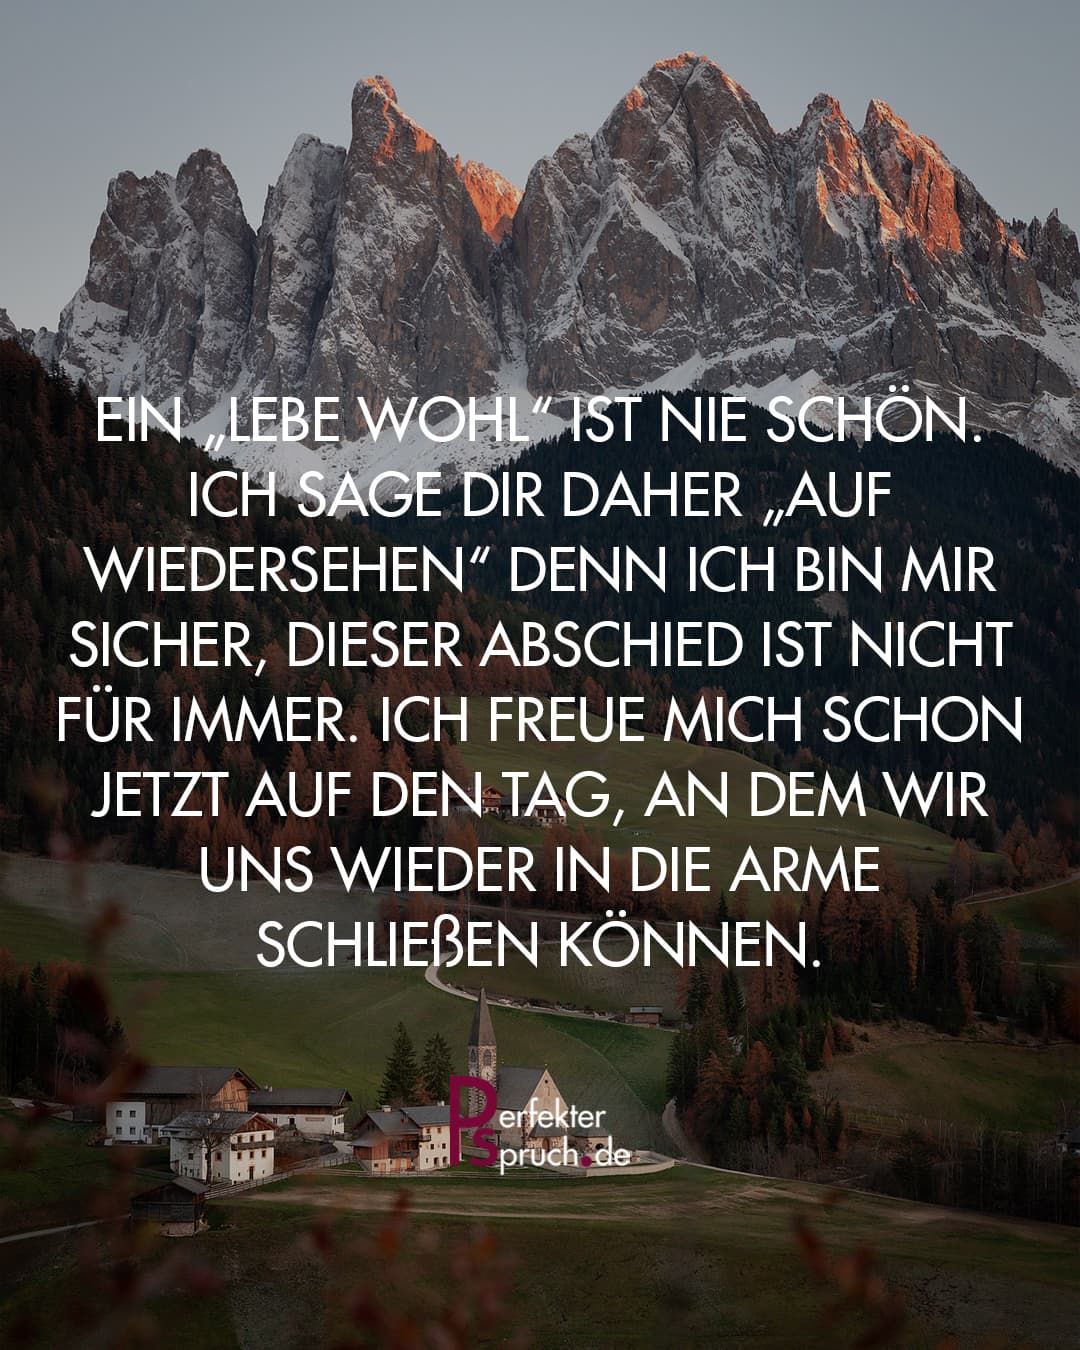 EIN „LEBE WOHL“ IST NIE SCHÖN.
ICH SAGE DIR DAHER „AUF
WIEDERSEHEN“ DENN ICH BIN MIR
SICHER, DIESER ABSCHIED IST NICHT
FÜR IMMER. ICH FREUE MICH SCHON
JETZT AUF DEN TAG, AN DEM WIR
UNS WIEDER IN DIE ARME
SCHLIEßEN KÖNNEN.
Perfekter
Spruch.de